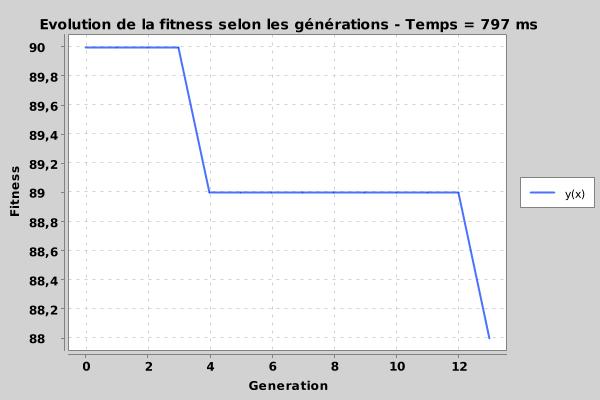 Evolution de la fitness selon les générations - Temps = 797 ms
90
89,8
89,6
89,4
89,2
89
88,8
88,6
88,4
88,2
88
Fitness
0 2 4 6 8 10 12
Generation
y(x)